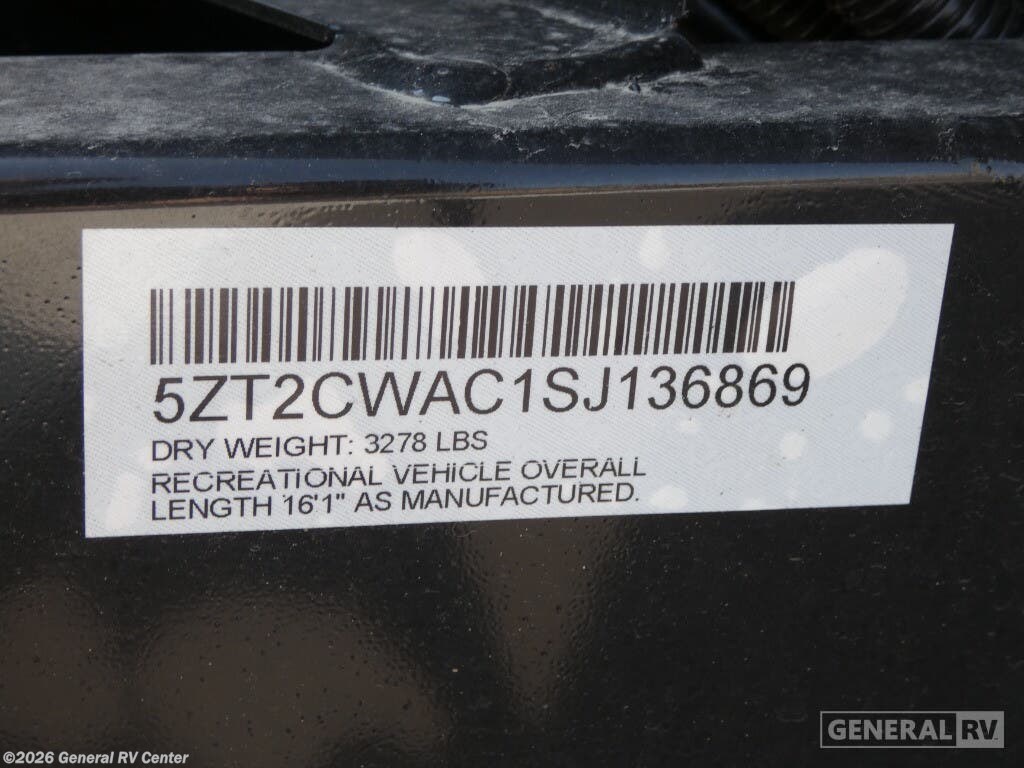 5ZT2CWAC1SJ136869
DRY WEIGHT: 3278 LBS
RECREATIONAL VEHICLE OVERALL
LENGTH 16'1" AS MANUFACTURED.
GENERAL RV
©2026 General RV Center